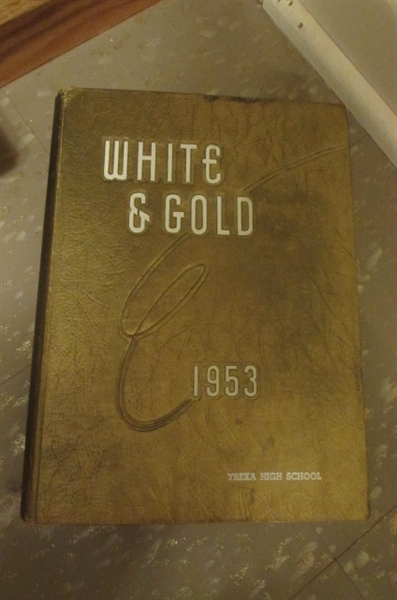 WHITE
& GOLD
1953
YREKA HIGH SCHOOL